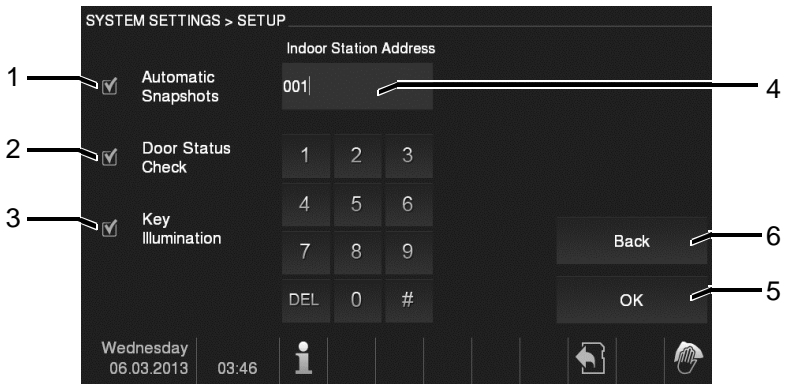 SYSTEM SETTINGS > SETUP
Indoor Station Address
1
Automatic
Snapshots
001
4
2
Door Status
Check
1 2 3
3
Key
Illumination
4 5 6
7 8 9
Back
6
DEL 0 #
OK
5
Wednesday
06.03.2013 03:46
i